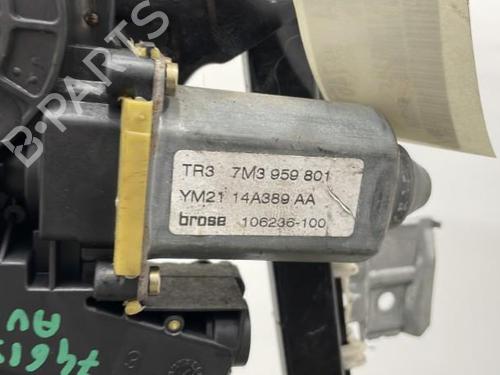 B-PARTS
TR3 7M3 959 801
YM21 14A389 AA
brose 106236-100
AV